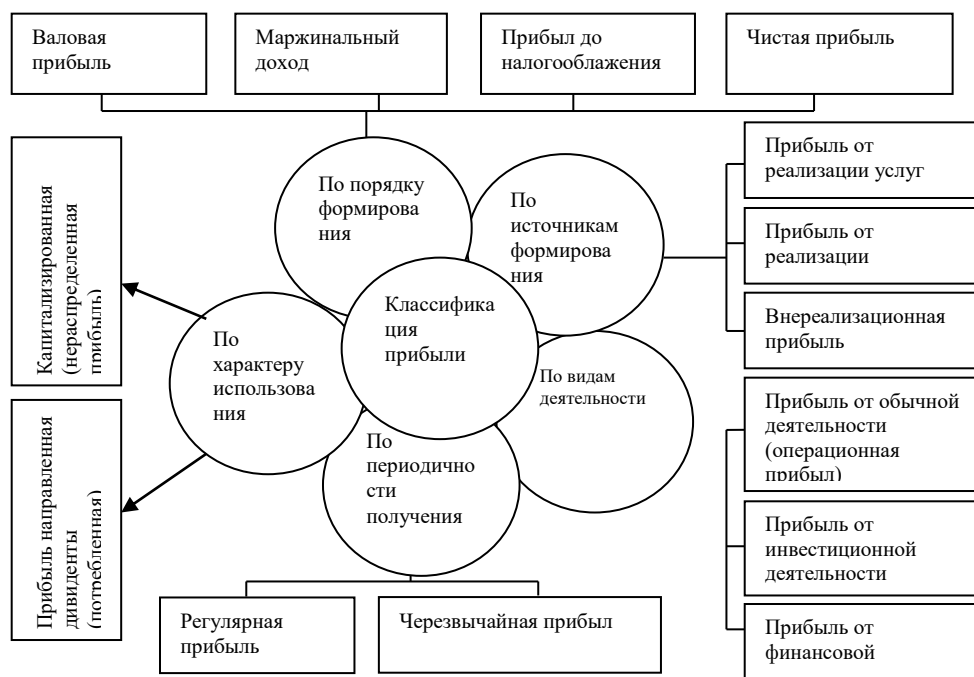 Валовая
прибыль
Маржинальный
доход
Прибыл до
налогооблажения
Чистая прибыль
Капитализированная
(нераспределенная
прибыль)
Прибыль направленная
дивиденты
(потребленная)
По порядку
формирова
ния
По
источникам
формирова
ния
Классифика
ция
прибыли
По
характеру
использова
ния
По видам
деятельности
По
периодично
сти
получения
Прибыль от
реализации услуг
Прибыль от
реализации
Внереализационная
прибыль
Прибыль от обычной
деятельности
(операционная
прибыл)
Прибыль от
инвестиционной
деятельности
Прибыль от
финансовой
Регулярная
прибыль
Черезвычайная прибыл